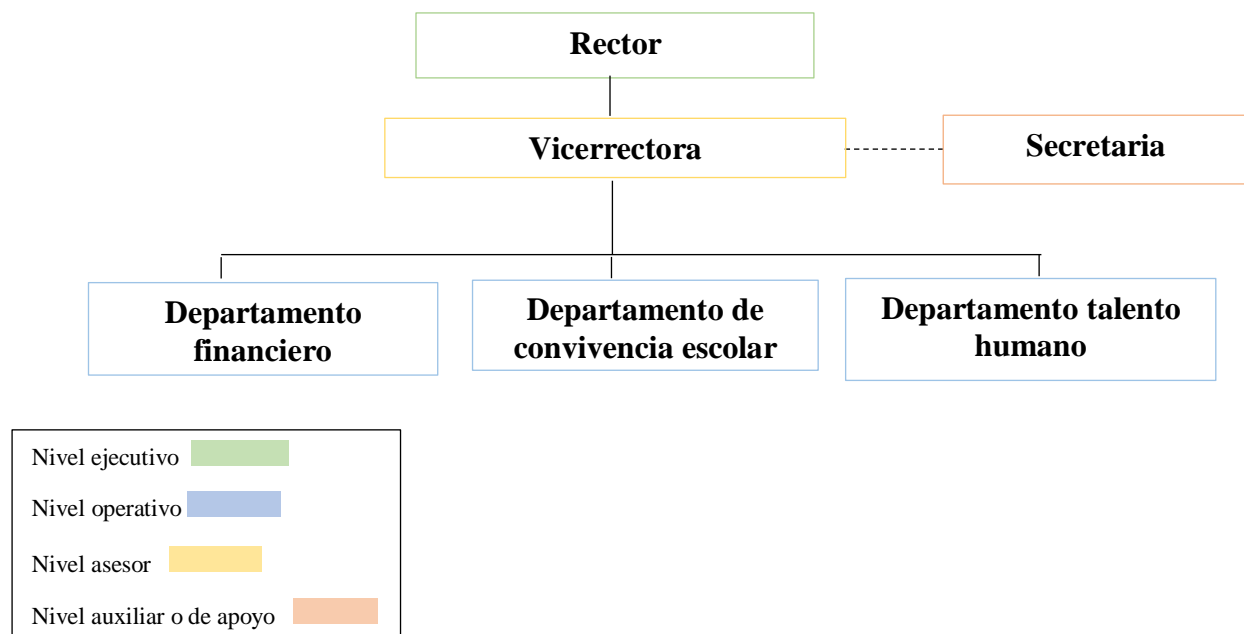 Rector
Vicerrectora
Secretaria
Departamento
financiero
Departamento de
convivencia escolar
Departamento talento
humano
Nivel ejecutivo
Nivel operativo
Nivel asesor
Nivel auxiliar o de apoyo